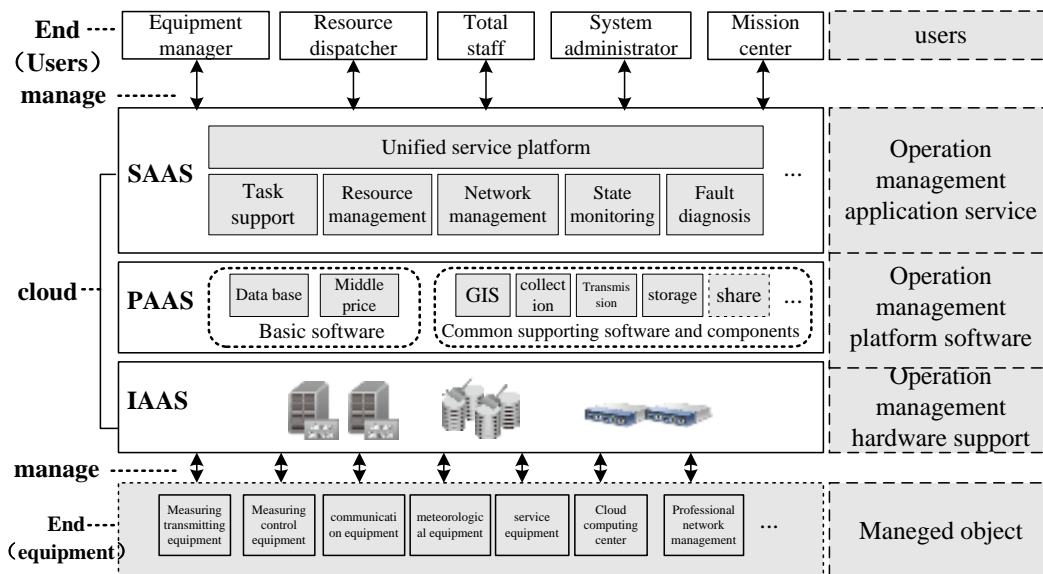 End
（Users）
manage
Equipment
manager
Resource
dispatcher
Total
staff
System
administrator
Mission
center
users
cloud
SAAS
Unified service platform
Task
support
Resource
management
Network
management
State
monitoring
Fault
diagnosis
...
Operation
management
application service
PAAS
Data base
Middle
price
Basic software
GIS
collect
ion
Transmis
sion
storage
share
...
Common supporting software and components
Operation
management
platform software
IAAS
Operation
management
hardware support
manage
End
（equipment）
Measuring
transmitting
equipment
Measuring
control
equipment
communicati
on equipment
meteorologic
al equipment
service
equipment
Cloud
computing
center
Professional
network
management
...
Maneged object